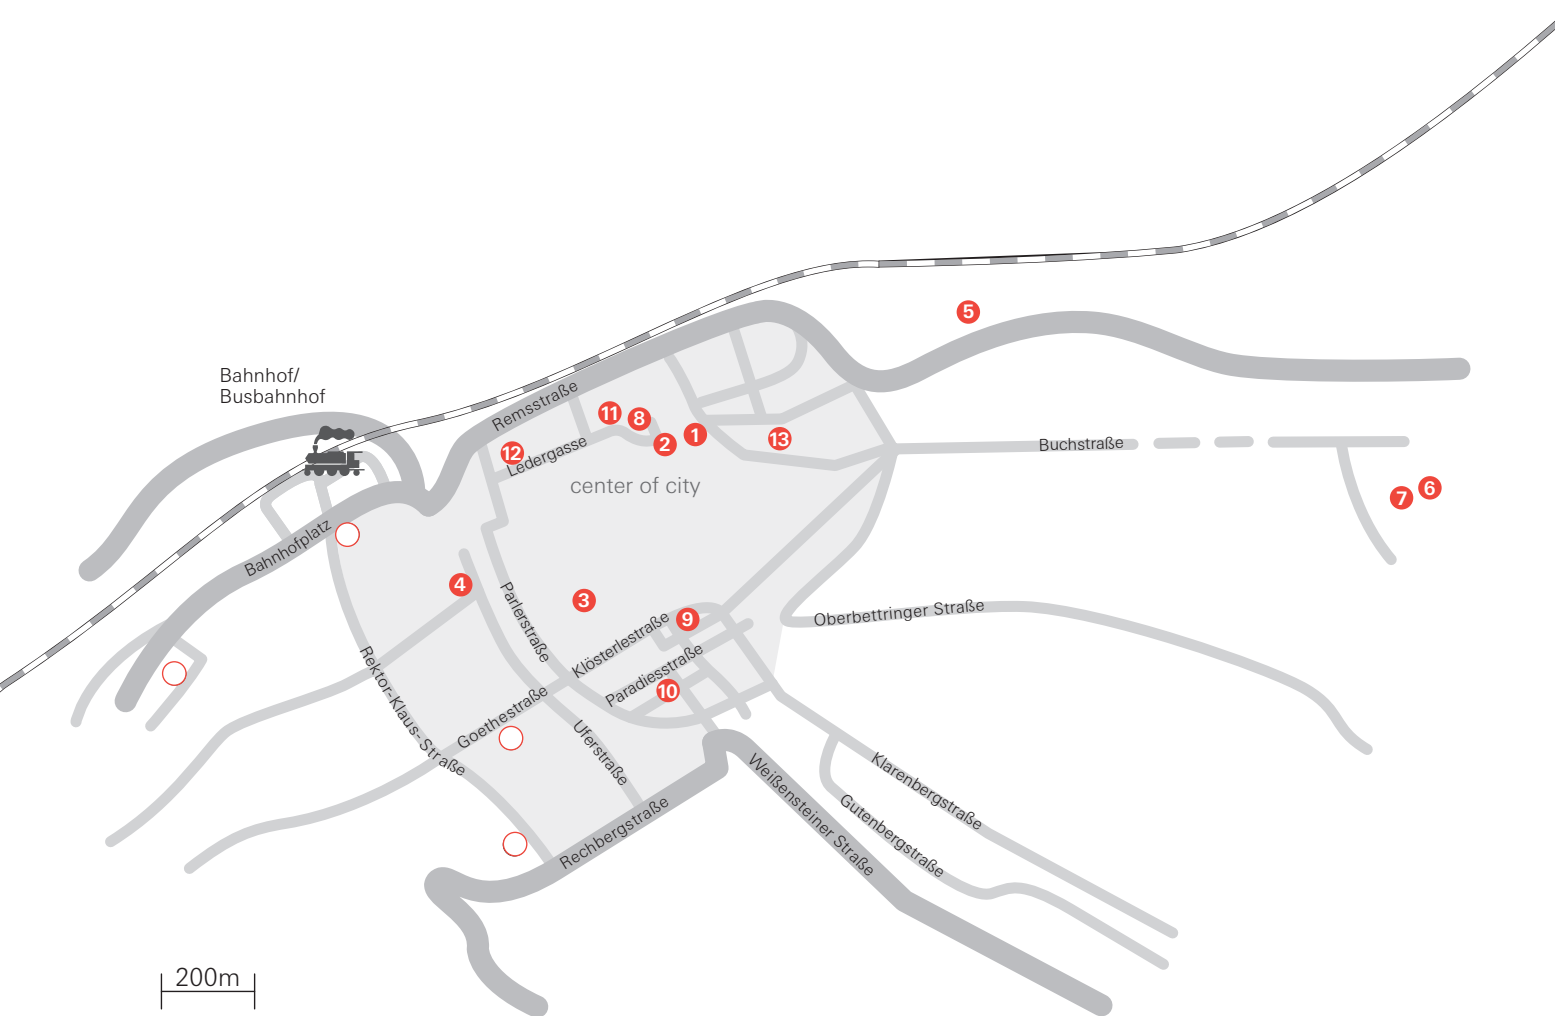 5
Bahnhof/
Busbahnhof
Remsstraße
11
8
1
2
13
12
Ledergasse
Buchstraße
center of city
6
7
Bahnhofplatz
4
3
Parlerstraße
9
Klösterlestraße
Oberbettringer Straße
Paradiesstraße
10
Rektor-Klaus-Straße
Goethestraße
Uferstraße
Weißensteiner Straße
Klarenbergstraße
Gutenbergstraße
Rechbergstraße
200m